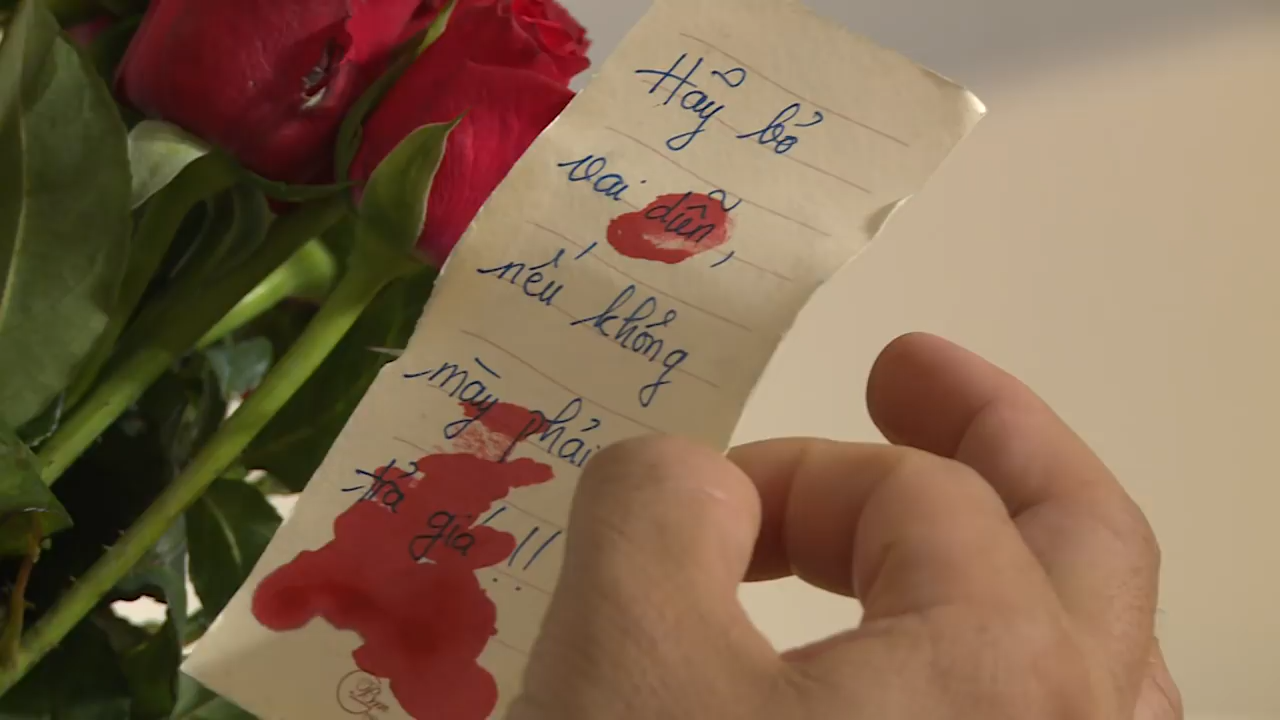 Hãy bỏ
vai diễn,
nếu không
mày phải
trả giá!!